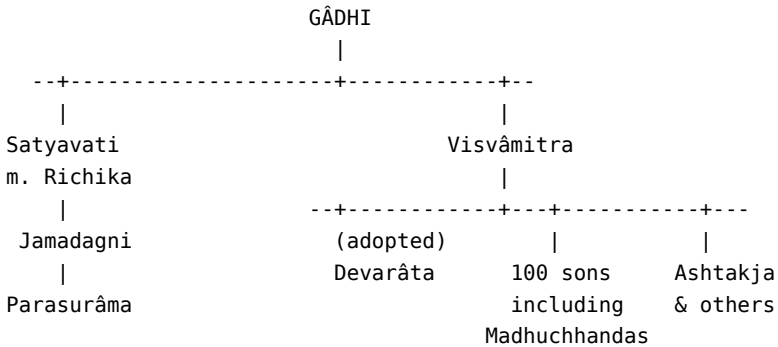 GÂDHI
Satyavati Visvâmitra
m. Richika
Jamadagni (adopted)
Devarâta 100 sons Ashtakja
Parasurâma including & others
Madhuchhandas